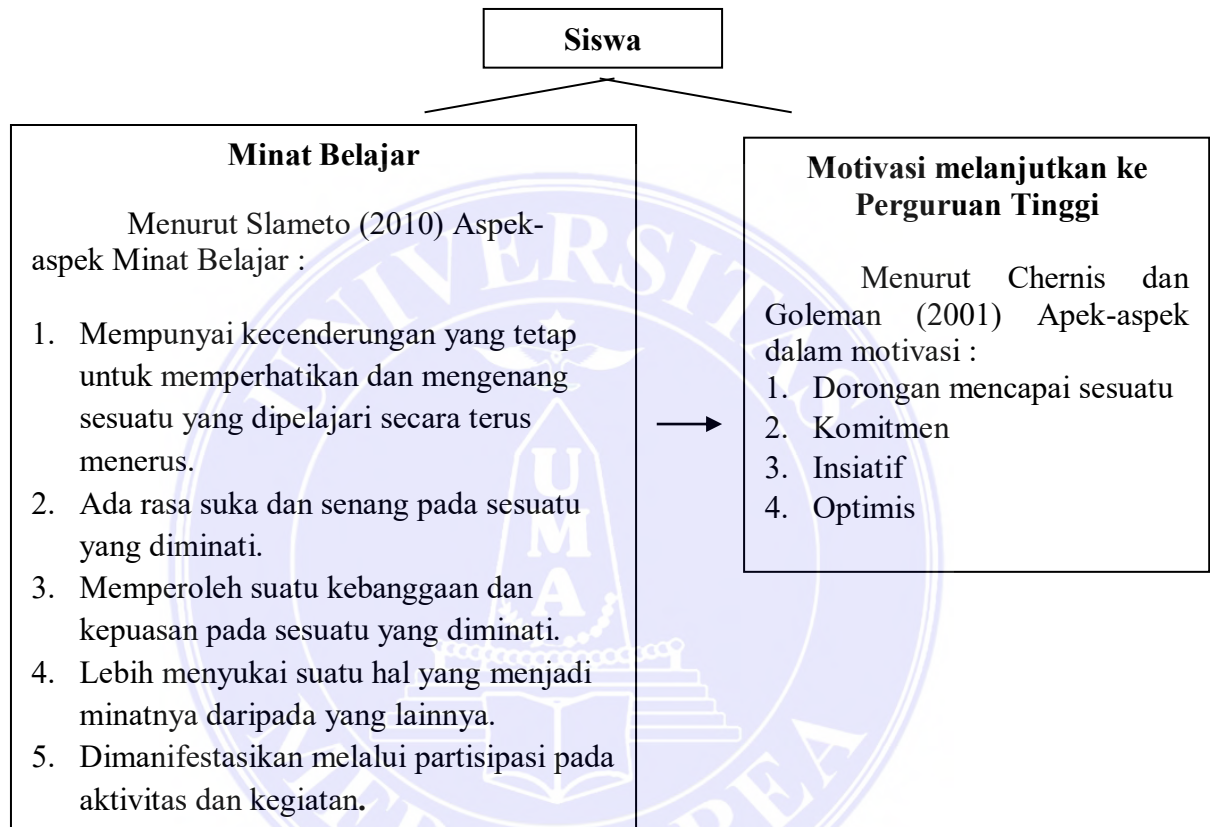 Siswa
Minat Belajar
Menurut Slameto (2010) Aspek-
aspek Minat Belajar :
1. Mempunyai kecenderungan yang tetap
untuk memperhatikan dan mengenang
sesuatu yang dipelajari secara terus
menerus.
2. Ada rasa suka dan senang pada sesuatu
yang diminati.
3. Memperoleh suatu kebanggaan dan
kepuasan pada sesuatu yang diminati.
4. Lebih menyukai suatu hal yang menjadi
minatnya daripada yang lainnya.
5. Dimanifestasikan melalui partisipasi pada
aktivitas dan kegiatan.
Motivasi melanjutkan ke
Perguruan Tinggi
Menurut Chernis dan
Goleman (2001) Apek-aspek
dalam motivasi :
1. Dorongan mencapai sesuatu
2. Komitmen
3. Insiatif
4. Optimis
UNIVERSITAS
UMA